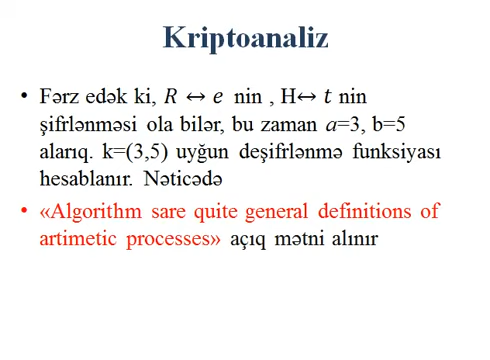 Kriptoanaliz
• Fərz edək ki, R ↔ e nin , H↔ t nin
şifrlənməsi ola bilər, bu zaman a=3, b=5
alarıq. k=(3,5) uyğun deşifrlənmə funksiyası
hesablanır. Nəticədə
• «Algorithm sare quite general definitions of
artimetic processes» açıq mətni alınır